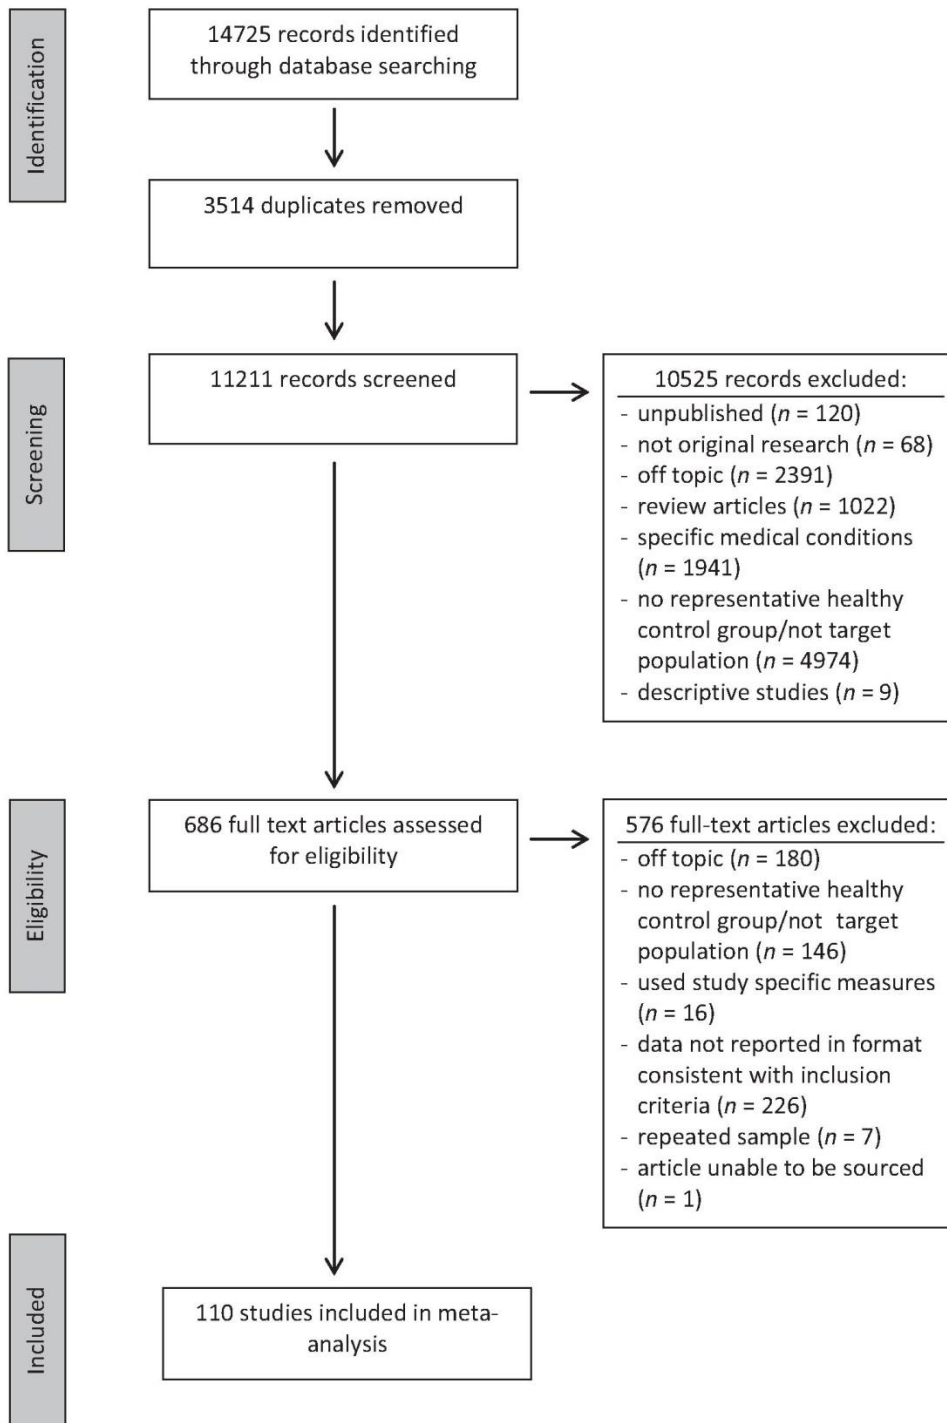 Identification
14725 records identified
through database searching
3514 duplicates removed
Screening
11211 records screened
10525 records excluded:
- unpublished (n = 120)
- not original research (n = 68)
- off topic (n = 2391)
- review articles (n = 1022)
- specific medical conditions
(n = 1941)
- no representative healthy
control group/not target
population (n = 4974)
- descriptive studies (n = 9)
Eligibility
686 full text articles assessed
for eligibility
576 full-text articles excluded:
- off topic (n = 180)
- no representative healthy
control group/not target
population (n = 146)
- used study specific measures
(n = 16)
- data not reported in format
consistent with inclusion
criteria (n = 226)
- repeated sample (n = 7)
- article unable to be sourced
(n = 1)
Included
110 studies included in meta-
analysis